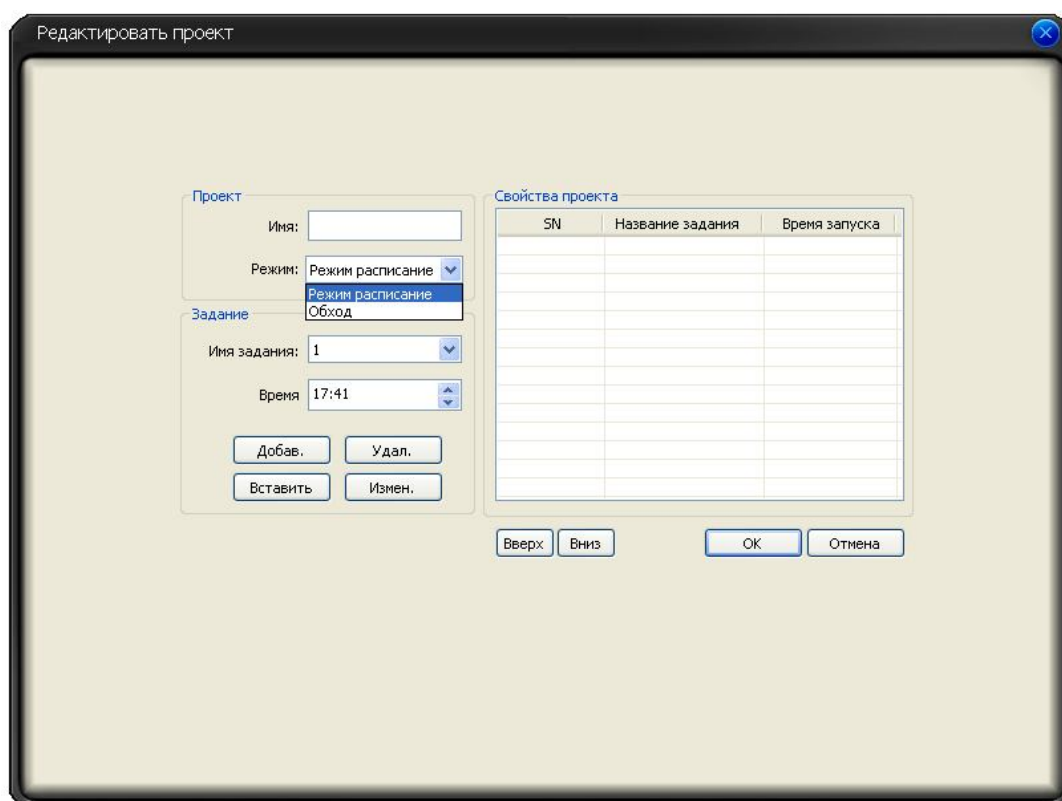 Редактировать проект
Проект
Имя:
Режим: Режим расписание
Режим расписание
Обход
Задание
Имя задания: 1
Время 17:41
Добав. Удал.
Вставить Измен.
Свойства проекта
SN Название задания Время запуска
Вверх Вниз OK Отмена